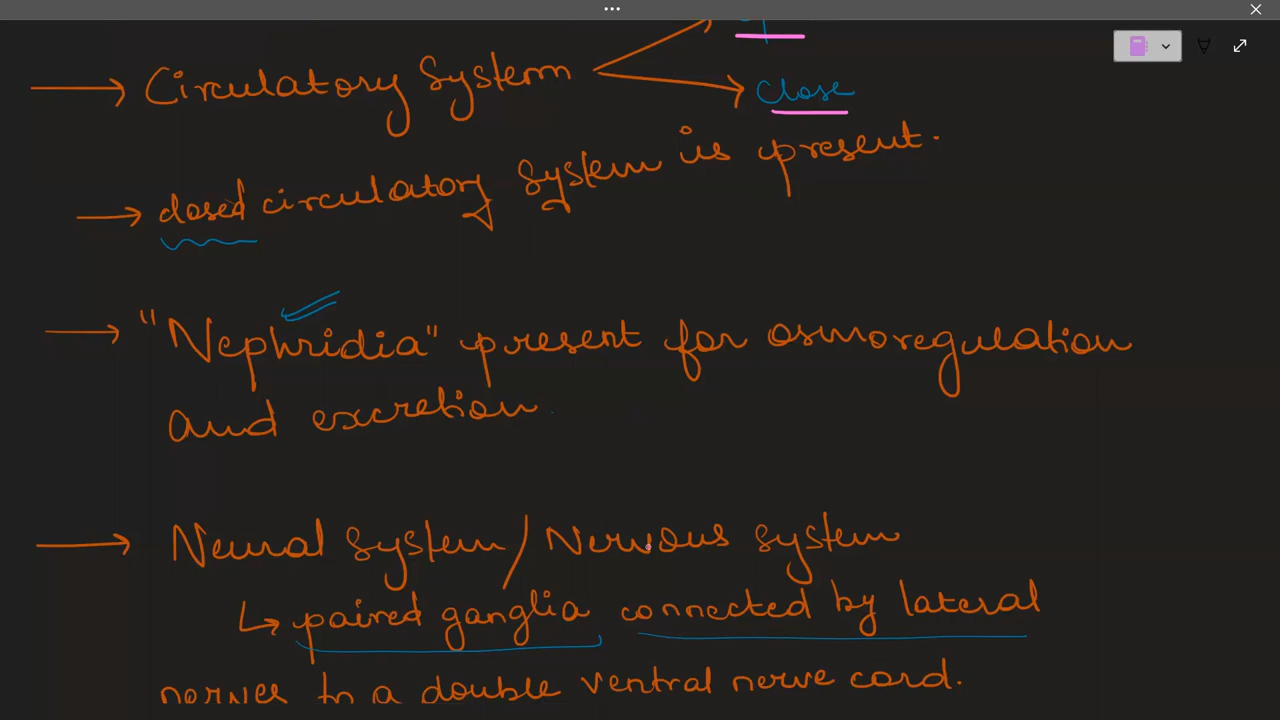 → Circulatory System
Close
→ closed circulatory system is present.
→ "Nephridia" present for osmoregulation
and excretion.
→ Neural system / Nervous system
↳ paired ganglia connected by lateral
nerves to a double ventral nerve cord.